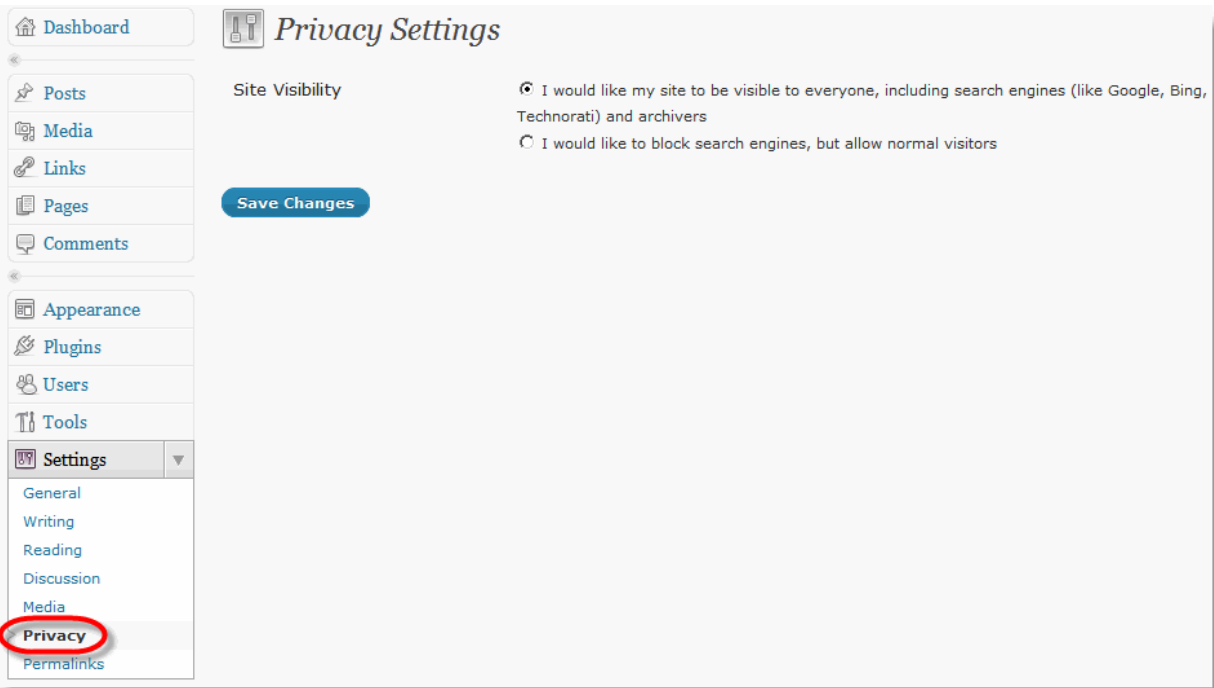 Dashboard
Posts
Media
Links
Pages
Comments
Appearance
Plugins
Users
Tools
Settings
General
Writing
Reading
Discussion
Media
Privacy
Permalinks
Privacy Settings
Site Visibility
I would like my site to be visible to everyone, including search engines (like Google, Bing,
Technorati) and archivers
I would like to block search engines, but allow normal visitors
Save Changes